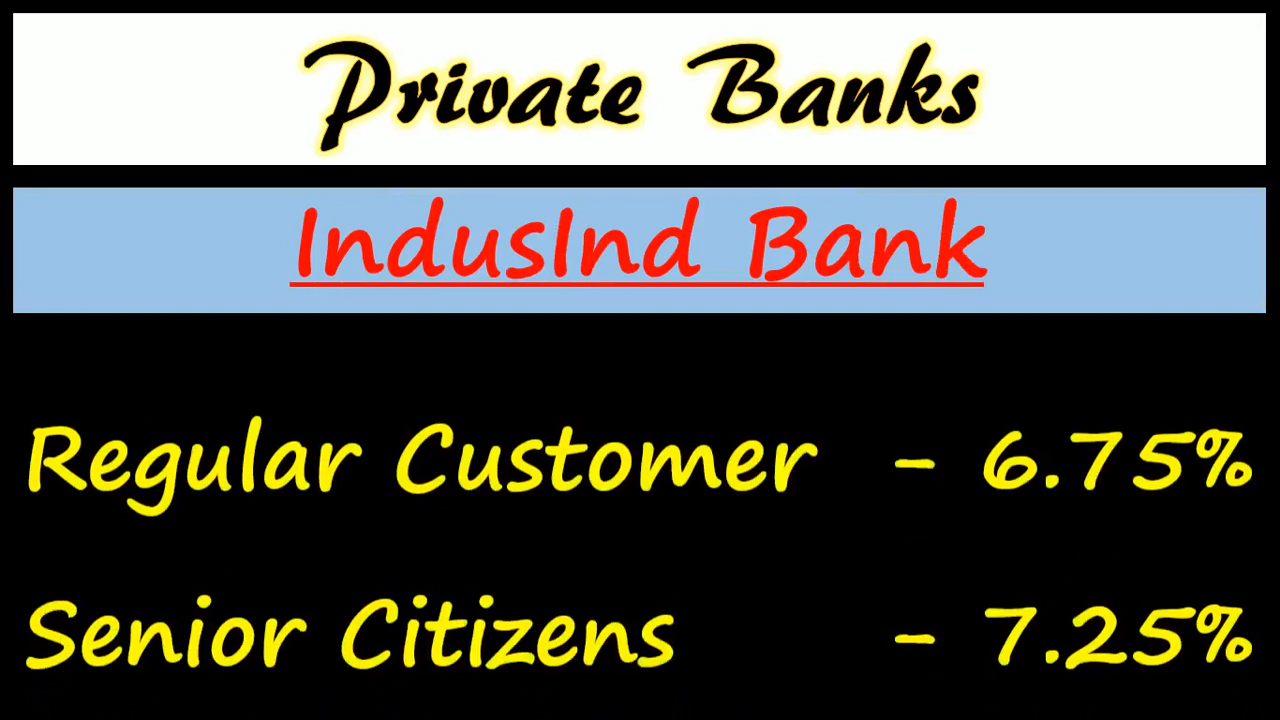 Private Banks
IndusInd Bank
Regular Customer - 6.75%
Senior Citizens - 7.25%